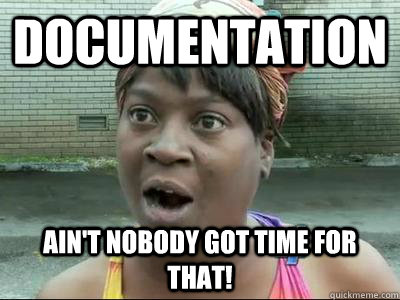 DOCUMENTATION
AIN'T NOBODY GOT TIME FOR
THAT!
quickmeme.com